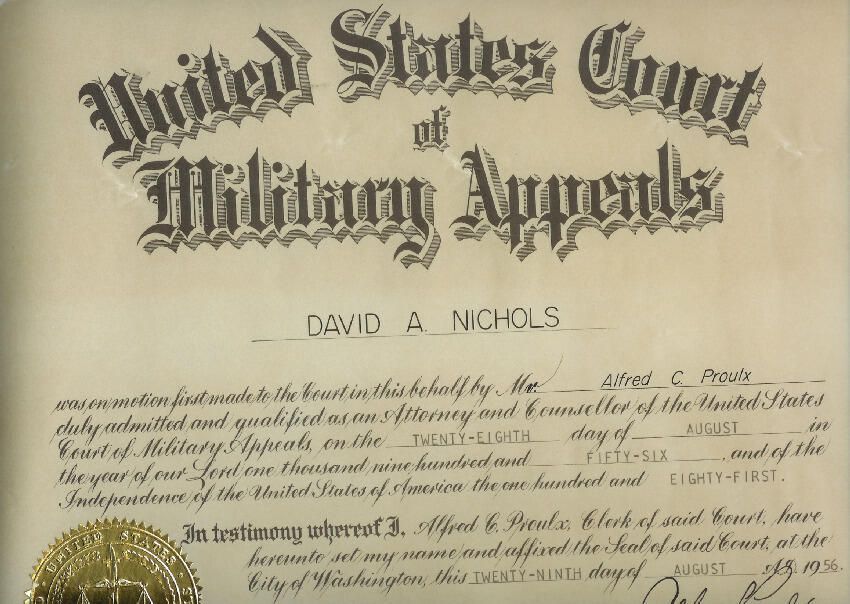 United States Court
of
Military Appeals
DAVID A. NICHOLS
was on motion first made to the Court in this behalf by Mr. Alfred C. Proulx
duly admitted and qualified as an Attorney and Counsellor of the United States
Court of Military Appeals, on the TWENTY-EIGHTH day of AUGUST in
the year of our Lord one thousand nine hundred and FIFTY-SIX, and of the
Independence of the United States of America the one hundred and EIGHTY-FIRST.
In testimony whereof I, Alfred C. Proulx, Clerk of said Court, have
hereunto set my name and affixed the Seal of said Court, at the
City of Washington, this TWENTY-NINTH day of AUGUST 1956.
UNITED STATES